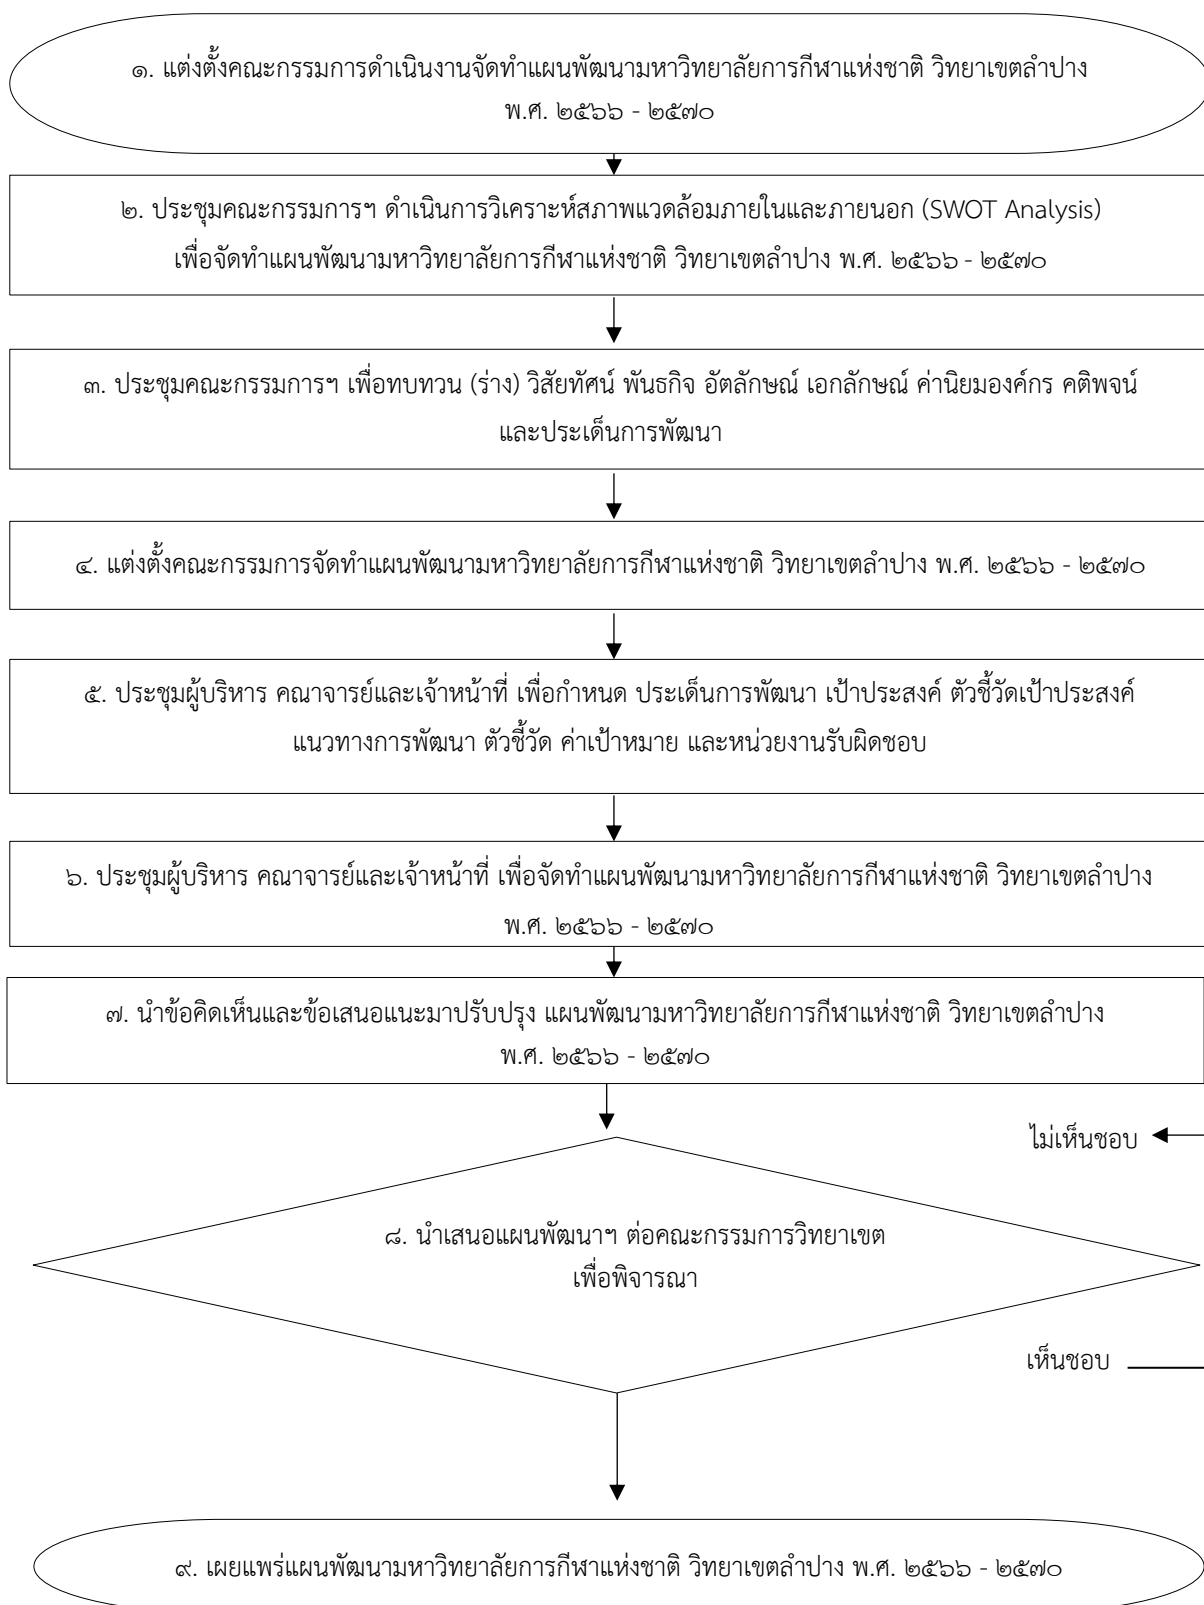 ๑. แต่งตั้งคณะกรรมการดำเนินงานจัดทำแผนพัฒนามหาวิทยาลัยการกีฬาแห่งชาติ วิทยาเขตลำปาง
พ.ศ. ๒๕๖๖ - ๒๕๗๐
๒. ประชุมคณะกรรมการฯ ดำเนินการวิเคราะห์สภาพแวดล้อมภายในและภายนอก (SWOT Analysis)
เพื่อจัดทำแผนพัฒนามหาวิทยาลัยการกีฬาแห่งชาติ วิทยาเขตลำปาง พ.ศ. ๒๕๖๖ - ๒๕๗๐
๓. ประชุมคณะกรรมการฯ เพื่อทบทวน (ร่าง) วิสัยทัศน์ พันธกิจ อัตลักษณ์ เอกลักษณ์ ค่านิยมองค์กร คติพจน์
และประเด็นการพัฒนา
๔. แต่งตั้งคณะกรรมการจัดทำแผนพัฒนามหาวิทยาลัยการกีฬาแห่งชาติ วิทยาเขตลำปาง พ.ศ. ๒๕๖๖ - ๒๕๗๐
๕. ประชุมผู้บริหาร คณาจารย์และเจ้าหน้าที่ เพื่อกำหนด ประเด็นการพัฒนา เป้าประสงค์ ตัวชี้วัดเป้าประสงค์
แนวทางการพัฒนา ตัวชี้วัด ค่าเป้าหมาย และหน่วยงานรับผิดชอบ
๖. ประชุมผู้บริหาร คณาจารย์และเจ้าหน้าที่ เพื่อจัดทำแผนพัฒนามหาวิทยาลัยการกีฬาแห่งชาติ วิทยาเขตลำปาง
พ.ศ. ๒๕๖๖ - ๒๕๗๐
๗. นำข้อคิดเห็นและข้อเสนอแนะมาปรับปรุง แผนพัฒนามหาวิทยาลัยการกีฬาแห่งชาติ วิทยาเขตลำปาง
พ.ศ. ๒๕๖๖ - ๒๕๗๐
ไม่เห็นชอบ
๘. นำเสนอแผนพัฒนาฯ ต่อคณะกรรมการวิทยาเขต
เพื่อพิจารณา
เห็นชอบ
๙. เผยแพร่แผนพัฒนามหาวิทยาลัยการกีฬาแห่งชาติ วิทยาเขตลำปาง พ.ศ. ๒๕๖๖ - ๒๕๗๐